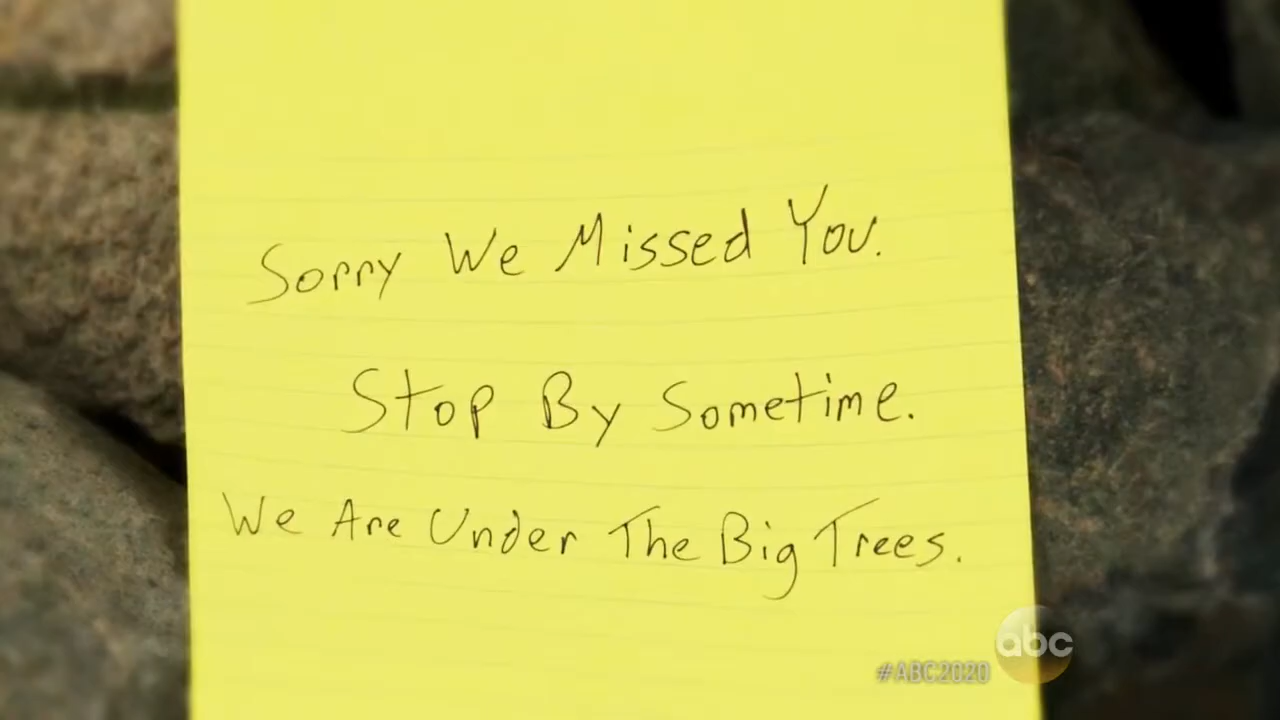 Sorry We Missed You.
Stop By Sometime.
We Are Under The Big Trees.
abc
#ABC2020